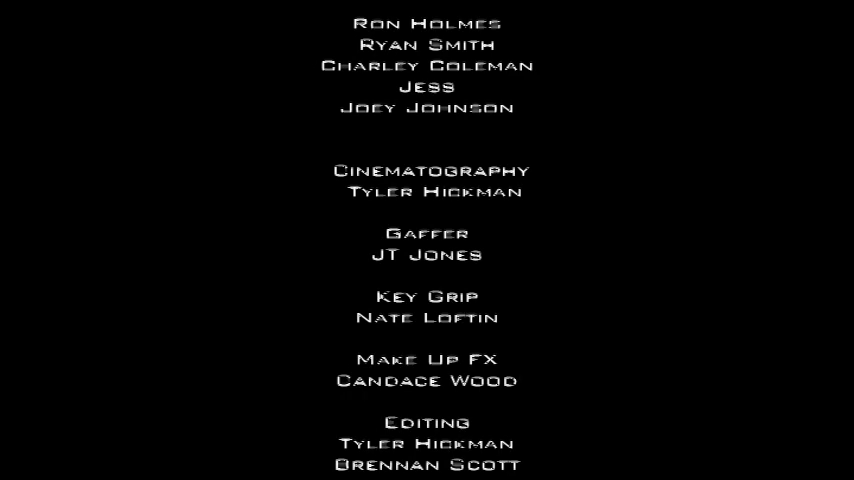 Ron Holmes
Ryan Smith
Charley Coleman
Jess
Joey Johnson
Cinematography
Tyler Hickman
Gaffer
JT Jones
Key Grip
Nate Loftin
Make Up FX
Candace Wood
Editing
Tyler Hickman
Brennan Scott